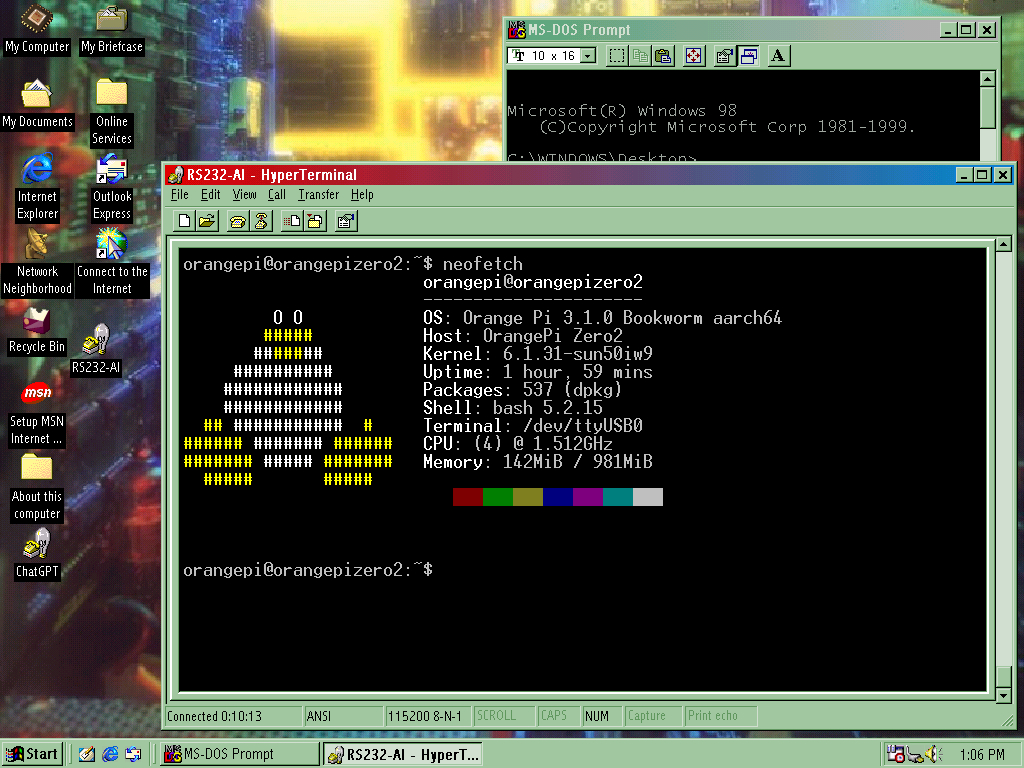 My Computer
My Briefcase
My Documents
Online
Services
Internet
Explorer
Outlook
Express
Network
Neighborhood
Connect to the
Internet
Recycle Bin
RS232-AI
msn
Setup MSN
Internet ...
About this
computer
ChatGPT
MS-DOS Prompt
10 x 16
A
Microsoft(R) Windows 98
(C)Copyright Microsoft Corp 1981-1999.
C:\WINDOWS\Desktop>
RS232-AI - HyperTerminal
File Edit View Call Transfer Help
orangepi@orangepizero2:~$ neofetch
orangepi@orangepizero2
----------------------
O O
#####
#######
##########
############
############
## ########### #
###### ####### ######
####### ##### #######
##### #####
OS: Orange Pi 3.1.0 Bookworm aarch64
Host: OrangePi Zero2
Kernel: 6.1.31-sun50iw9
Uptime: 1 hour, 59 mins
Packages: 537 (dpkg)
Shell: bash 5.2.15
Terminal: /dev/ttyUSB0
CPU: (4) @ 1.512GHz
Memory: 142MiB / 981MiB
orangepi@orangepizero2:~$
Connected 0:10:13 ANSI 115200 8-N-1 SCROLL CAPS NUM Capture Print echo
Start MS-DOS Prompt RS232-AI - HyperT... 1:06 PM